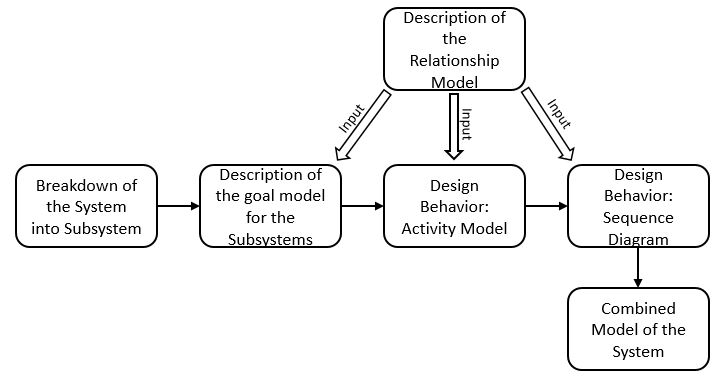 Description of
the
Relationship
Model
Input
Input
Input
Breakdown of
the System
into Subsystem
Description of
the goal model
for the
Subsystems
Design
Behavior:
Activity Model
Design
Behavior:
Sequence
Diagram
Combined
Model of the
System